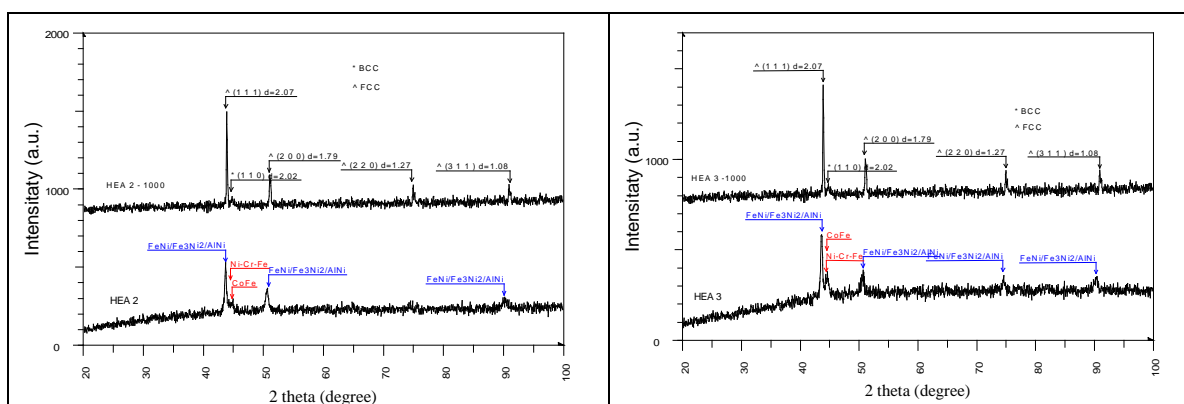 2000
* BCC
^ FCC
^ (1 1 1) d=2.07
^ (2 0 0) d=1.79
^ (2 2 0) d=1.27
^ (3 1 1) d=1.08
* (1 1 0) d=2.02
HEA 2 - 1000
1000
Intensitaty (a.u.)
FeNi/Fe3Ni2/AlNi
Ni-Cr-Fe
FeNi/Fe3Ni2/AlNi
CoFe
FeNi/Fe3Ni2/AlNi
HEA 2
0
20 30 40 50 60 70 80 90 100
2 theta (degree)
^ (1 1 1) d=2.07
* BCC
^ FCC
^ (2 0 0) d=1.79
^ (2 2 0) d=1.27
^ (3 1 1) d=1.08
* (1 1 0) d=2.02
HEA 3 -1000
1000
Intensitaty (a.u.)
FeNi/Fe3Ni2/AlNi
CoFe
Ni-Cr-Fe
FeNi/Fe3Ni2/AlNi
FeNi/Fe3Ni2/AlNi
FeNi/Fe3Ni2/AlNi
HEA 3
0
20 30 40 50 60 70 80 90 100
2 theta (degree)